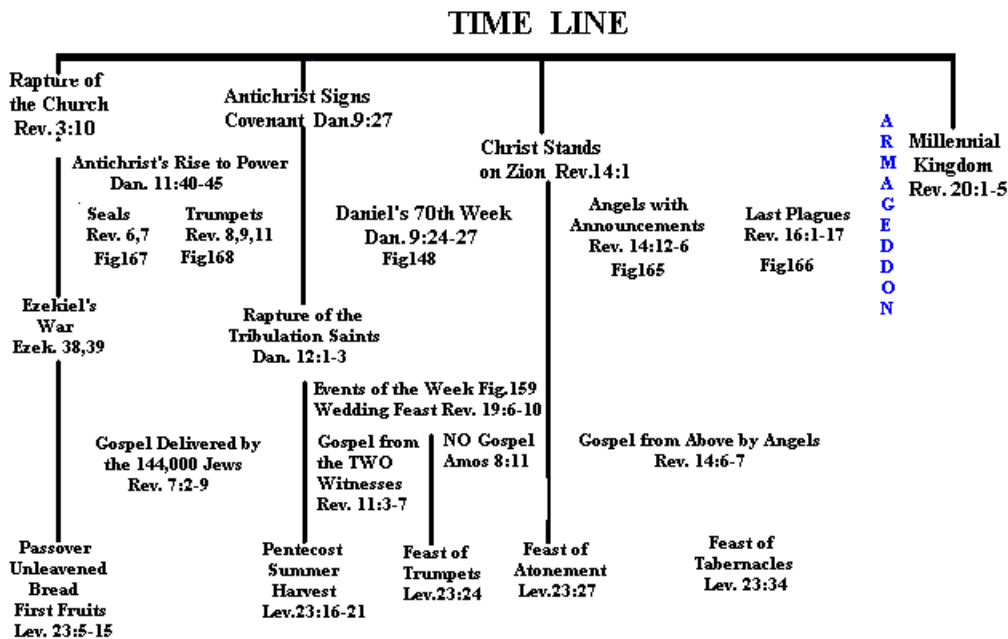 TIME LINE
Rapture of
the Church
Rev. 3:10
Antichrist Signs
Covenant Dan.9:27
Christ Stands
on Zion Rev.14:1
ARMAGEDDON
Millennial
Kingdom
Rev. 20:1-5
Antichrist's Rise to Power
Dan. 11:40-45
Seals
Rev. 6,7
Fig167
Trumpets
Rev. 8,9,11
Fig168
Daniel's 70th Week
Dan. 9:24-27
Fig148
Angels with
Announcements
Rev. 14:12-6
Fig165
Last Plagues
Rev. 16:1-17
Fig166
Ezekiel's
War
Ezek. 38,39
Rapture of the
Tribulation Saints
Dan. 12:1-3
Events of the Week Fig.159
Wedding Feast Rev. 19:6-10
Gospel Delivered by
the 144,000 Jews
Rev. 7:2-9
Gospel from
the TWO
Witnesses
Rev. 11:3-7
NO Gospel
Amos 8:11
Gospel from Above by Angels
Rev. 14:6-7
Passover
Unleavened
Bread
First Fruits
Lev. 23:5-15
Pentecost
Summer
Harvest
Lev.23:16-21
Feast of
Trumpets
Lev.23:24
Feast of
Atonement
Lev.23:27
Feast of
Tabernacles
Lev. 23:34